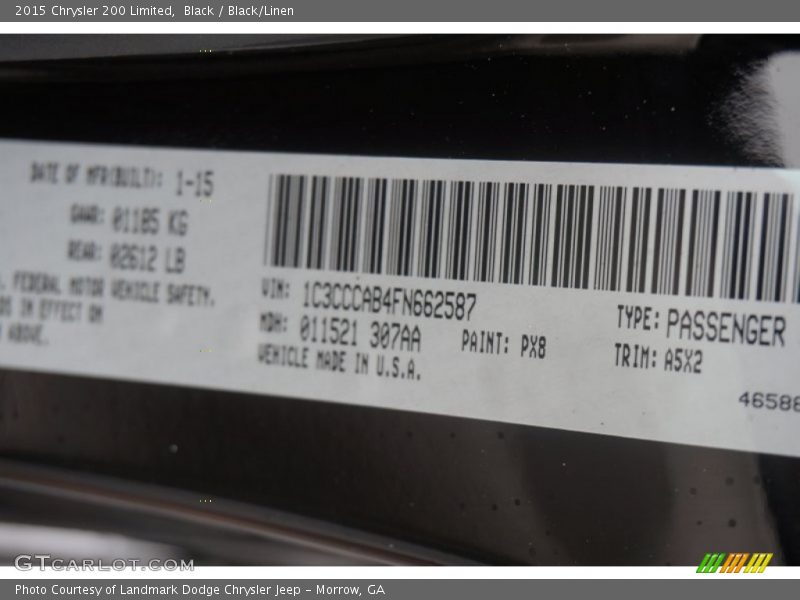 2015 Chrysler 200 Limited, Black / Black/Linen
DATE OF MFR(BUILT): 1-15
GAWR: 01185 KG
REAR: 02612 LB
FEDERAL MOTOR VEHICLE SAFETY.
IN EFFECT ON
ABOVE.
VIN: 1C3CCCAB4FN662587
MDH: 011521 307AA
VEHICLE MADE IN U.S.A.
PAINT: PX8
TYPE: PASSENGER
TRIM: A5X2
46588
GTCARLOT.COM
Photo Courtesy of Landmark Dodge Chrysler Jeep – Morrow, GA